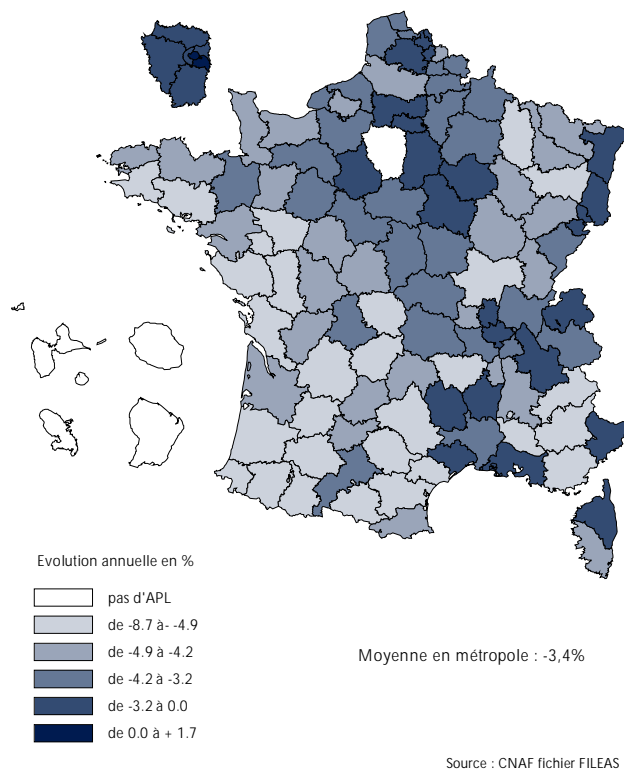 Evolution annuelle en %
pas d'APL
de -8.7 à- -4.9
de -4.9 à -4.2
de -4.2 à -3.2
de -3.2 à 0.0
de 0.0 à + 1.7
Moyenne en métropole : -3,4%
Source : CNAF fichier FILEAS